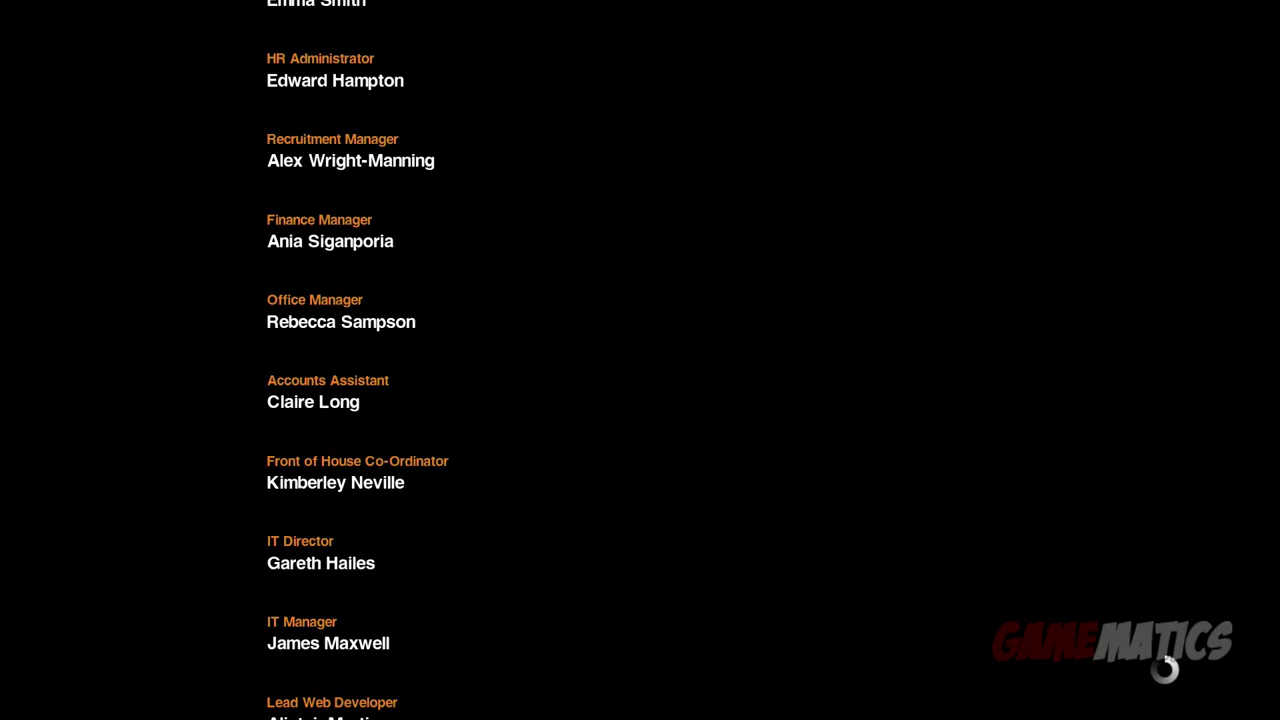 Emma Smith
HR Administrator
Edward Hampton
Recruitment Manager
Alex Wright-Manning
Finance Manager
Ania Siganporia
Office Manager
Rebecca Sampson
Accounts Assistant
Claire Long
Front of House Co-Ordinator
Kimberley Neville
IT Director
Gareth Hailes
IT Manager
James Maxwell
Lead Web Developer
GAMEMATICS